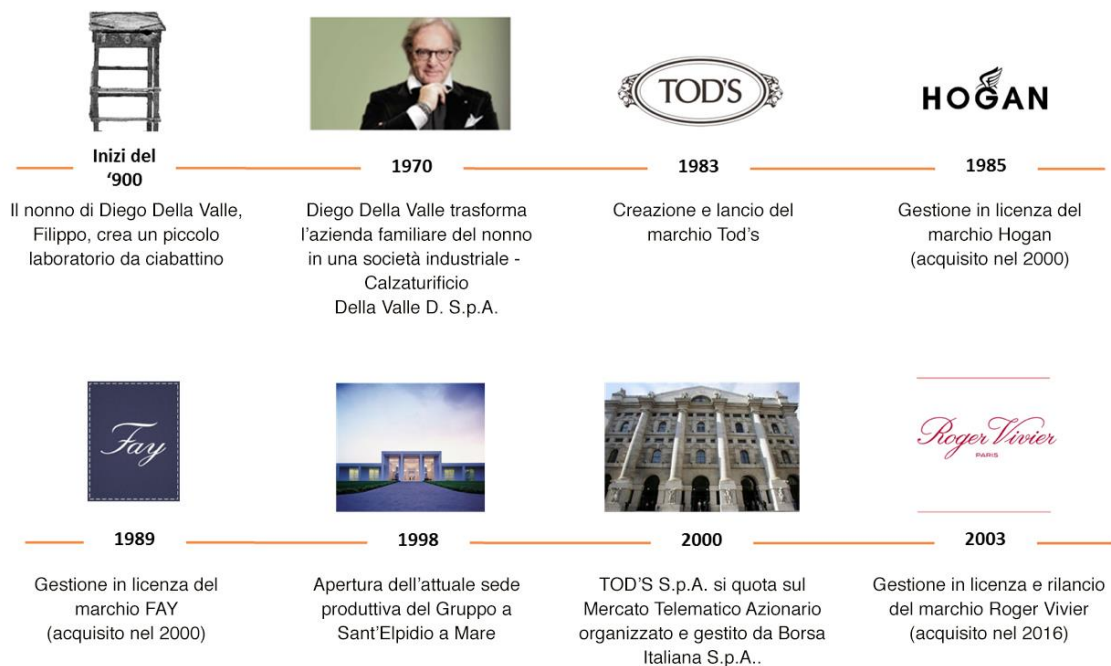 TOD'S
HOGAN
Inizi del
‘900
1970
1983
1985
Il nonno di Diego Della Valle,
Filippo, crea un piccolo
laboratorio da ciabattino
Diego Della Valle trasforma
l’azienda familiare del nonno
in una società industriale -
Calzaturificio
Della Valle D. S.p.A.
Creazione e lancio del
marchio Tod’s
Gestione in licenza del
marchio Hogan
(acquisito nel 2000)
Fay
Roger Vivier
PARIS
1989
1998
2000
2003
Gestione in licenza del
marchio FAY
(acquisito nel 2000)
Apertura dell’attuale sede
produttiva del Gruppo a
Sant’Elpidio a Mare
TOD’S S.p.A. si quota sul
Mercato Telematico Azionario
organizzato e gestito da Borsa
Italiana S.p.A..
Gestione in licenza e rilancio
del marchio Roger Vivier
(acquisito nel 2016)